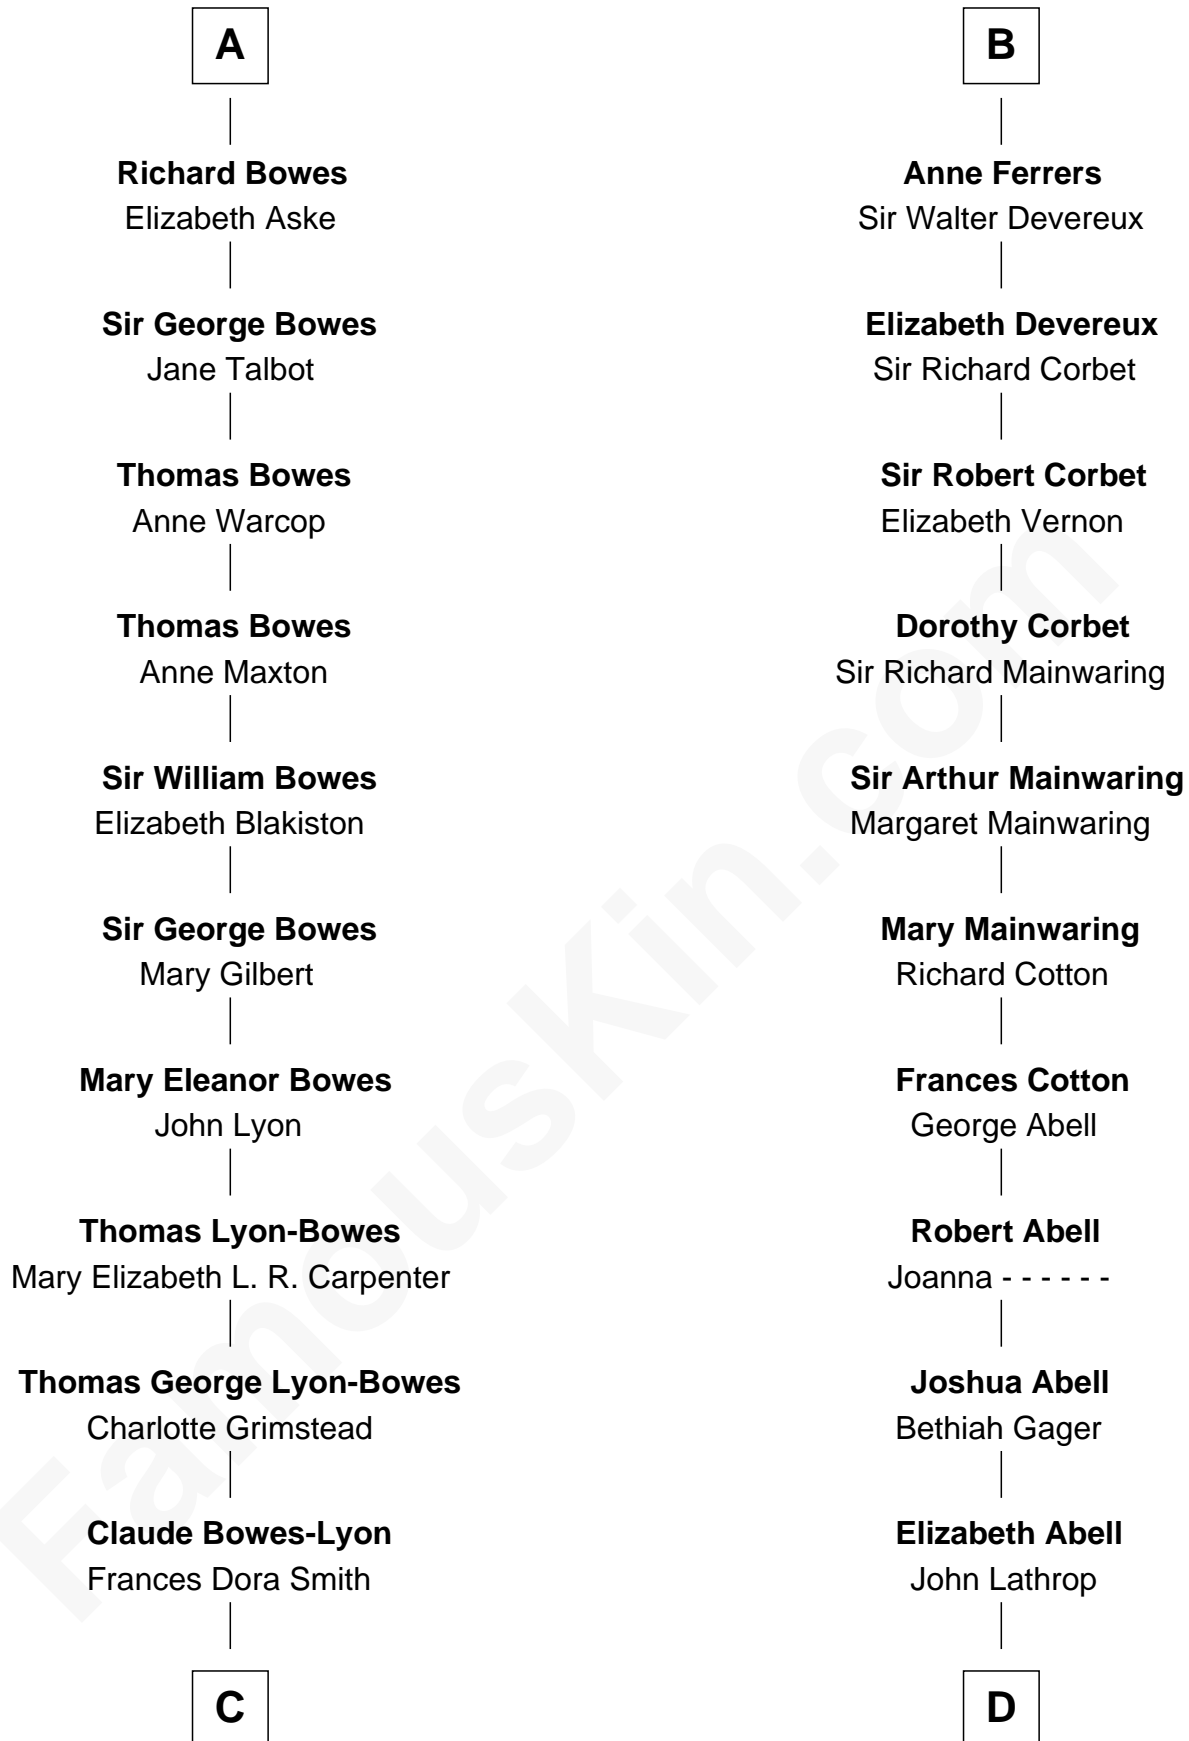 A
Richard Bowes
Elizabeth Aske
Sir George Bowes
Jane Talbot
Thomas Bowes
Anne Warcop
Thomas Bowes
Anne Maxton
Sir William Bowes
Elizabeth Blakiston
Sir George Bowes
Mary Gilbert
Mary Eleanor Bowes
John Lyon
Thomas Lyon-Bowes
Mary Elizabeth L. R. Carpenter
Thomas George Lyon-Bowes
Charlotte Grimstead
Claude Bowes-Lyon
Frances Dora Smith
C
B
Anne Ferrers
Sir Walter Devereux
Elizabeth Devereux
Sir Richard Corbet
Sir Robert Corbet
Elizabeth Vernon
Dorothy Corbet
Sir Richard Mainwaring
Sir Arthur Mainwaring
Margaret Mainwaring
Mary Mainwaring
Richard Cotton
Frances Cotton
George Abell
Robert Abell
Joanna - - - - - -
Joshua Abell
Bethiah Gager
Elizabeth Abell
John Lathrop
D
FamousKin.com